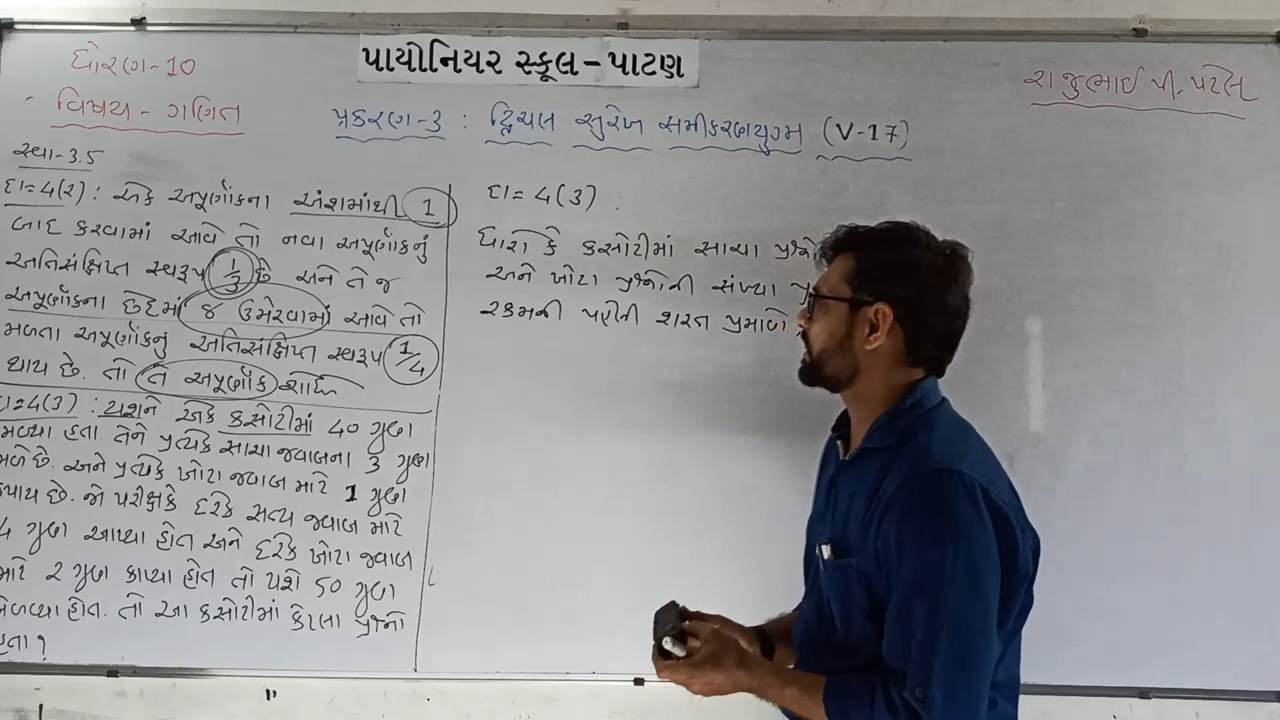 ધોરણ-10
વિષય - ગણિત
પાયોનિયર સ્કૂલ - પાટણ
રાજુભાઈ પી. પટેલ
પ્રકરણ-૩ : દ્વિચલ સુરેખ સમીકરણયુગ્મ (V-17)
સ્વા-3.5
દા= 4(2) : એક અપૂર્ણાંકના અંશમાંથી 1
બાદ કરવામાં આવે તો નવા અપૂર્ણાંકનું
અતિસંક્ષિપ્ત સ્વરૂપ 1/3 છે અને તે જ
અપૂર્ણાંકના છેદમાં ૪ ઉમેરવામાં આવે તો
મળતા અપૂર્ણાંકનું અતિસંક્ષિપ્ત સ્વરૂપ 1/4
થાય છે. તો તે અપૂર્ણાંક શોધો
દા=4(3) : યશને એક કસોટીમાં 40 ગુણ
મળ્યા હતા. તેને પ્રત્યેક સાચા જવાબના 3 ગુણ
મળે છે. અને પ્રત્યેક ખોટા જવાબ માટે 1 ગુણ
કપાય છે. જો પરીક્ષકે દરેક સત્ય જવાબ માટે
4 ગુણ આપ્યા હોત અને દરેક ખોટા જવાબ
માટે 2 ગુણ કાપ્યા હોત તો યશે 50 ગુણ
મેળવ્યા હોત. તો આ કસોટીમાં કેટલા પ્રશ્નો
હતા ?
દા= 4(3) :
ધારો કે કસોટીમાં સાચા
અને ખોટા પ્રશ્નોની સંખ્યા
રકમની પહેલી શરત પ્રમાણે